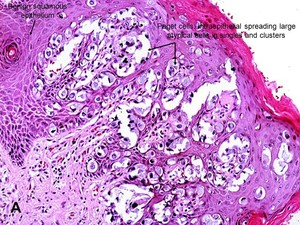 Benign squamous
epithelium
Paget cells: Intraepithelial spreading large
atypical cells in singles and clusters
A